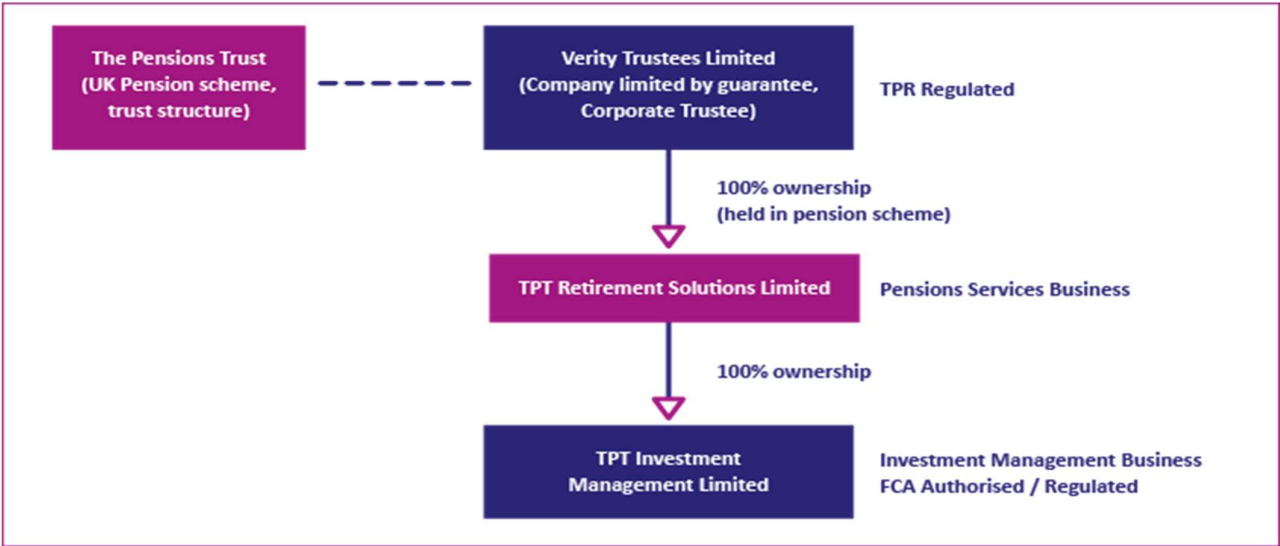 The Pensions Trust
(UK Pension scheme,
trust structure)
Verity Trustees Limited
(Company limited by guarantee,
Corporate Trustee)
TPR Regulated
100% ownership
(held in pension scheme)
TPT Retirement Solutions Limited
Pensions Services Business
100% ownership
TPT Investment
Management Limited
Investment Management Business
FCA Authorised / Regulated